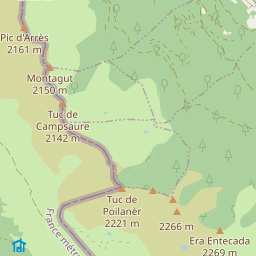 Pic d'Arrès
2161 m
Montagut
2150 m
Tuc de
Campsaure
2142 m
Tuc de
Poilanèr
2221 m
2266 m
Era Entecada
2269 m
France métro